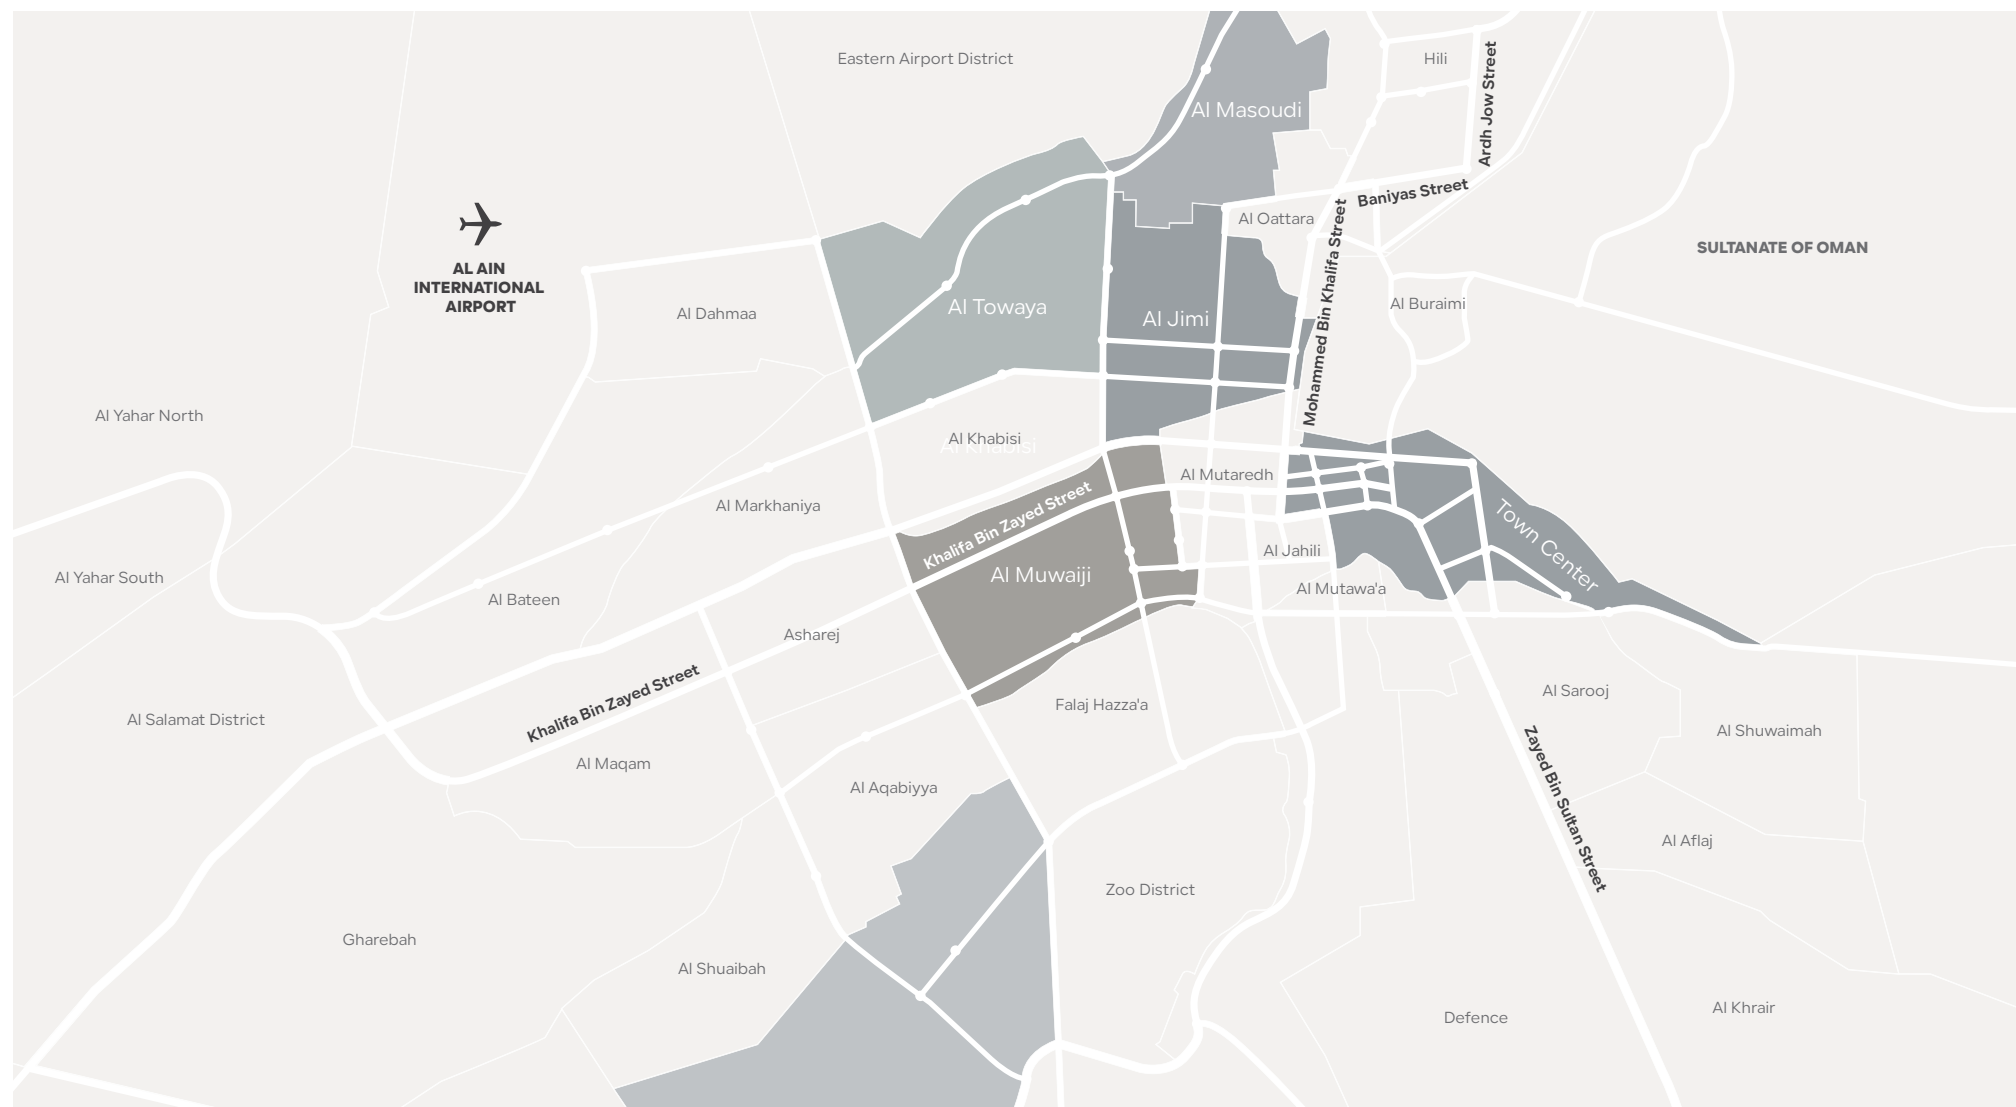 Eastern Airport District
Hili
Ardh Jow Street
Al Masoudi
Baniyas Street
Al Oattara
Mohammed Bin Khalifa Street
SULTANATE OF OMAN
AL AIN
INTERNATIONAL
AIRPORT
Al Dahmaa
Al Towaya
Al Jimi
Al Buraimi
Al Yahar North
Al Khabisi
Al Khabisi
Al Mutaredh
Al Markhaniya
Khalifa Bin Zayed Street
Town Center
Al Jahili
Al Yahar South
Al Muwaiji
Al Mutawa'a
Al Bateen
Asharej
Khalifa Bin Zayed Street
Al Salamat District
Falaj Hazza'a
Al Sarooj
Al Shuwaimah
Al Maqam
Al Aqabiyya
Zayed Bin Sultan Street
Al Aflaj
Zoo District
Gharebah
Al Shuaibah
Al Khrair
Defence